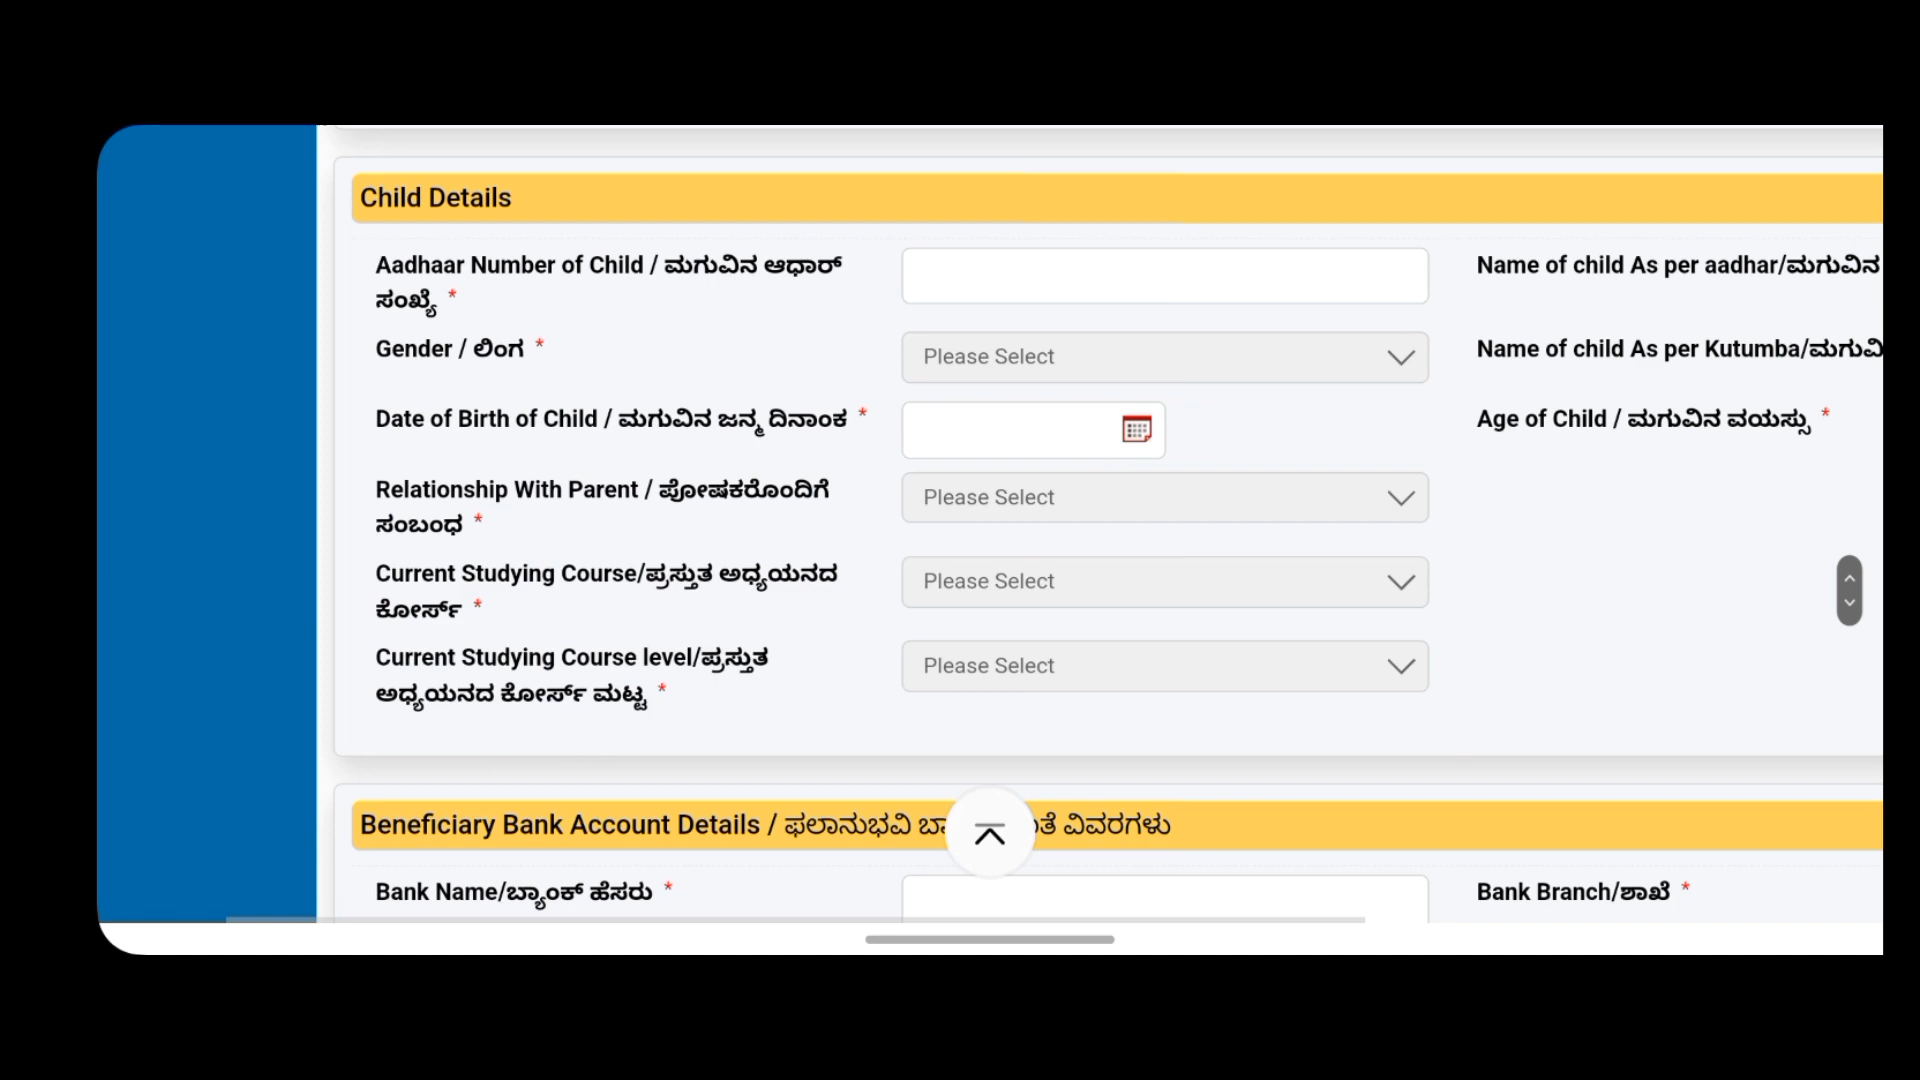 Child Details
Aadhaar Number of Child / ಮಗುವಿನ ಆಧಾರ್
ಸಂಖ್ಯೆ *
Name of child As per aadhar/ಮಗುವಿನ
Gender / ಲಿಂಗ *
Please Select
Name of child As per Kutumba/ಮಗುವಿ
Date of Birth of Child / ಮಗುವಿನ ಜನ್ಮ ದಿನಾಂಕ *
Age of Child / ಮಗುವಿನ ವಯಸ್ಸು *
Relationship With Parent / ಪೋಷಕರೊಂದಿಗೆ
ಸಂಬಂಧ *
Please Select
Current Studying Course/ಪ್ರಸ್ತುತ ಅಧ್ಯಯನದ
ಕೋರ್ಸ್ *
Please Select
Current Studying Course level/ಪ್ರಸ್ತುತ
ಅಧ್ಯಯನದ ಕೋರ್ಸ್ ಮಟ್ಟ *
Please Select
Beneficiary Bank Account Details / ಫಲಾನುಭವಿ ವಿವರಗಳು
Bank Name/ಬ್ಯಾಂಕ್ ಹೆಸರು *
Bank Branch/ಶಾಖೆ *